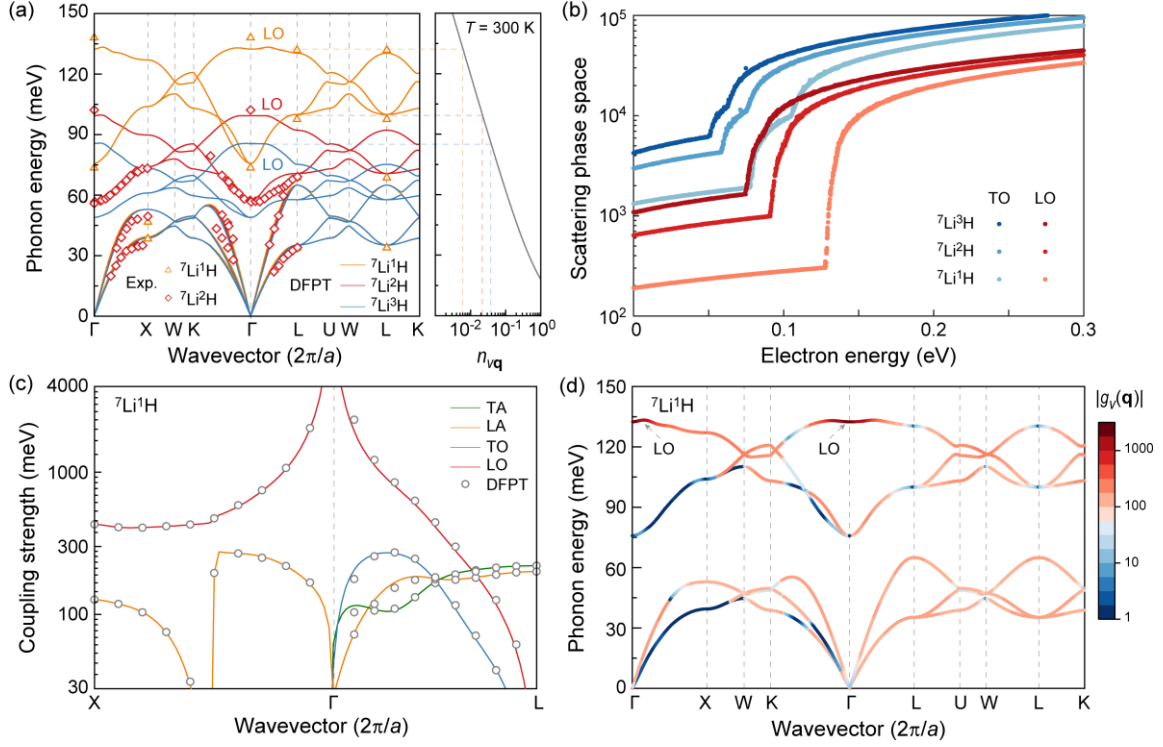 (a)
Phonon energy (meV)
150
120
90
60
30
0
LO
LO
LO
LO
Exp.
⁷Li¹H
⁷Li²H
DFPT
⁷Li¹H
⁷Li²H
⁷Li³H
Γ X W K Γ L U W L K
Wavevector (2π/a)
T = 300 K
10⁻² 10⁻¹ 10⁰
nνq
(b)
Scattering phase space
10⁵
10⁴
10³
10²
TO LO
⁷Li³H
⁷Li²H
⁷Li¹H
0 0.1 0.2 0.3
Electron energy (eV)
(c)
Coupling strength (meV)
4000
1000
300
100
30
⁷Li¹H
TA
LA
TO
LO
DFPT
X Γ L
Wavevector (2π/a)
(d)
Phonon energy (meV)
150
120
90
60
30
0
⁷Li¹H
LO
LO
Γ X W K Γ L U W L K
Wavevector (2π/a)
|gν(q)|
1000
100
10
1